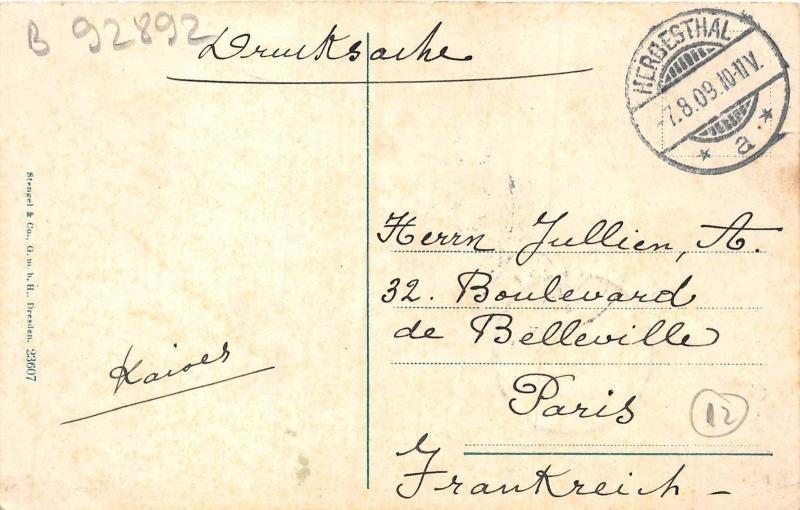 B 92892
Drucksache
HERBESTHAL
-7.8.09.10-11V.
* a *
Stengel & Co., G. m. b. H., Dresden. 23607
Herrn Jullien, A.
32. Boulevard
de Belleville
Paris
12
Frankreich -